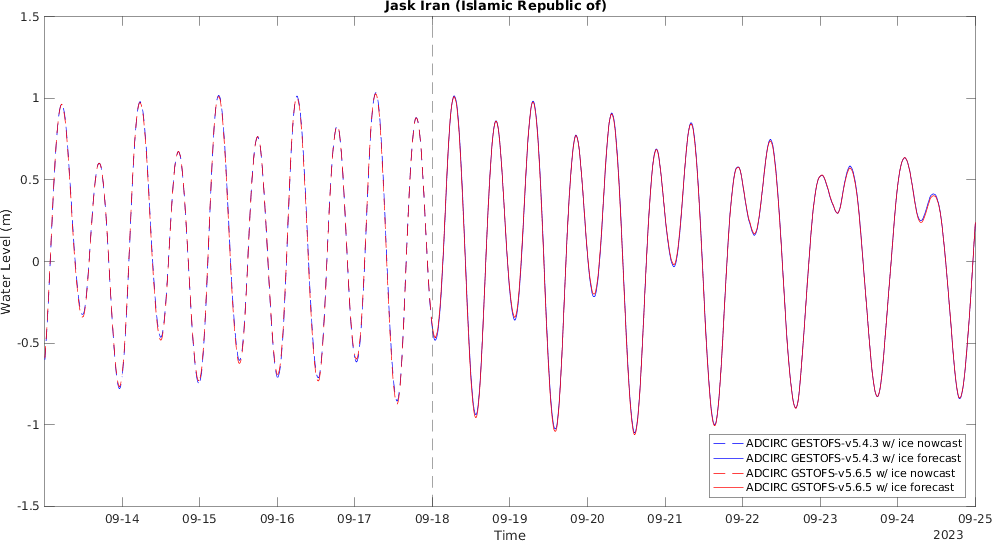 Jask Iran (Islamic Republic of)
1.5
1
0.5
0
-0.5
-1
-1.5
Water Level (m)
ADCIRC GESTOFS-v5.4.3 w/ ice nowcast
ADCIRC GESTOFS-v5.4.3 w/ ice forecast
ADCIRC GSTOFS-v5.6.5 w/ ice nowcast
ADCIRC GSTOFS-v5.6.5 w/ ice forecast
09-14 09-15 09-16 09-17 09-18 09-19 09-20 09-21 09-22 09-23 09-24 09-25
Time
2023